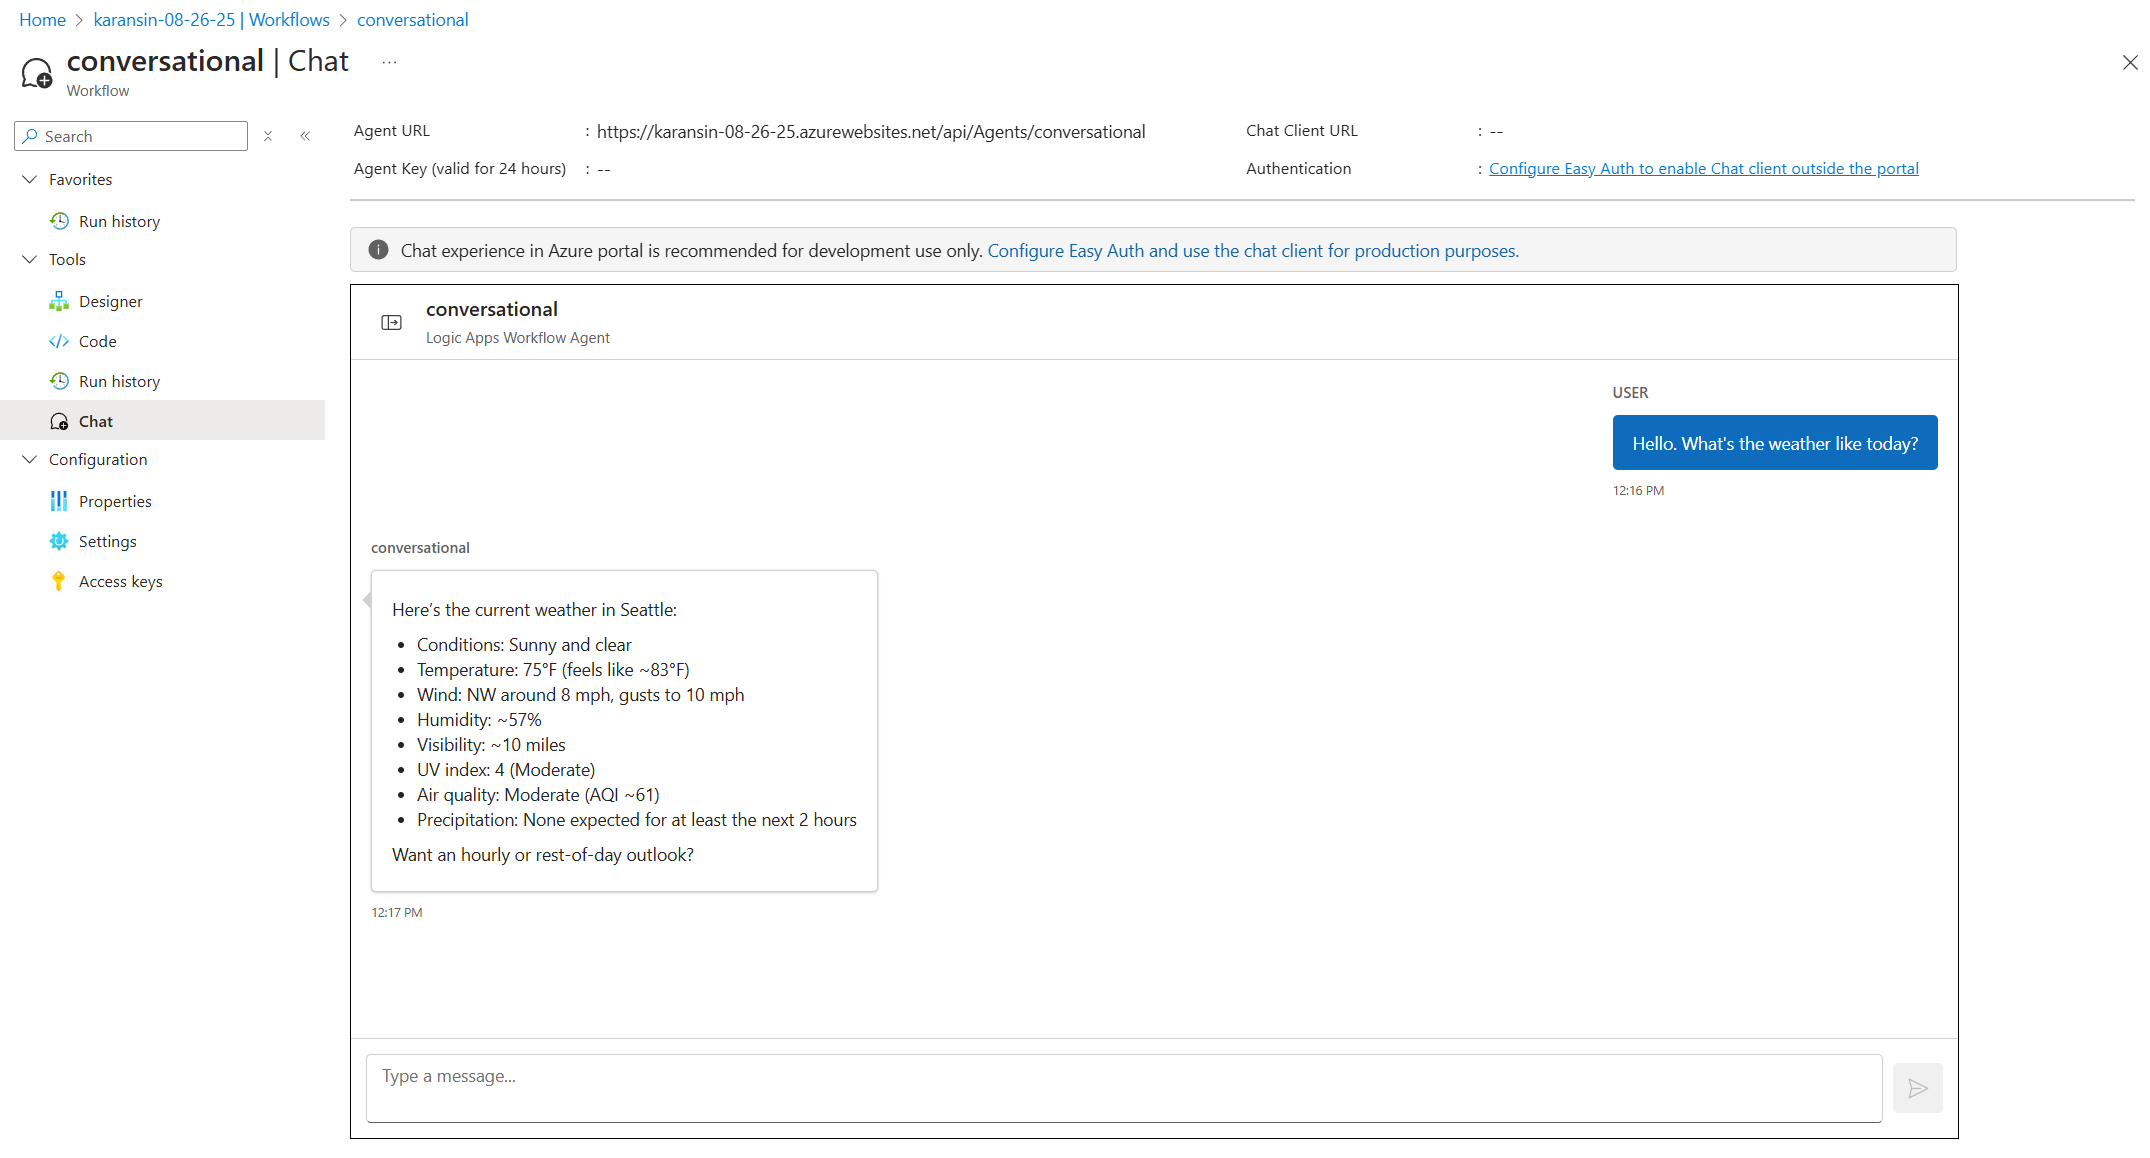 Home > karansin-08-26-25 | Workflows > conversational
conversational | Chat ...
Workflow
Search
Favorites
Run history
Tools
Designer
Code
Run history
Chat
Configuration
Properties
Settings
Access keys
Agent URL : https://karansin-08-26-25.azurewebsites.net/api/Agents/conversational
Chat Client URL : --
Agent Key (valid for 24 hours) : --
Authentication : Configure Easy Auth to enable Chat client outside the portal
Chat experience in Azure portal is recommended for development use only. Configure Easy Auth and use the chat client for production purposes.
conversational
Logic Apps Workflow Agent
USER
Hello. What's the weather like today?
12:16 PM
conversational
Here’s the current weather in Seattle:
• Conditions: Sunny and clear
• Temperature: 75°F (feels like ~83°F)
• Wind: NW around 8 mph, gusts to 10 mph
• Humidity: ~57%
• Visibility: ~10 miles
• UV index: 4 (Moderate)
• Air quality: Moderate (AQI ~61)
• Precipitation: None expected for at least the next 2 hours
Want an hourly or rest-of-day outlook?
12:17 PM
Type a message...